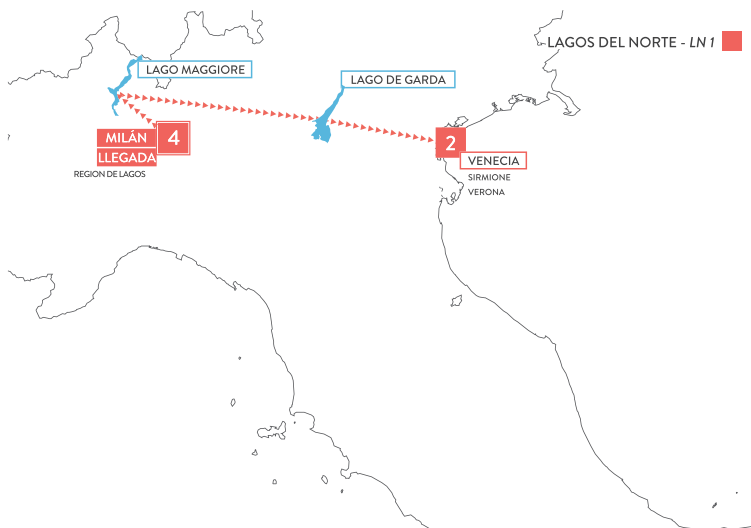 LAGOS DEL NORTE - LN 1
LAGO MAGGIORE
LAGO DE GARDA
MILÁN
LLEGADA
4
REGION DE LAGOS
2
VENECIA
SIRMIONE
VERONA